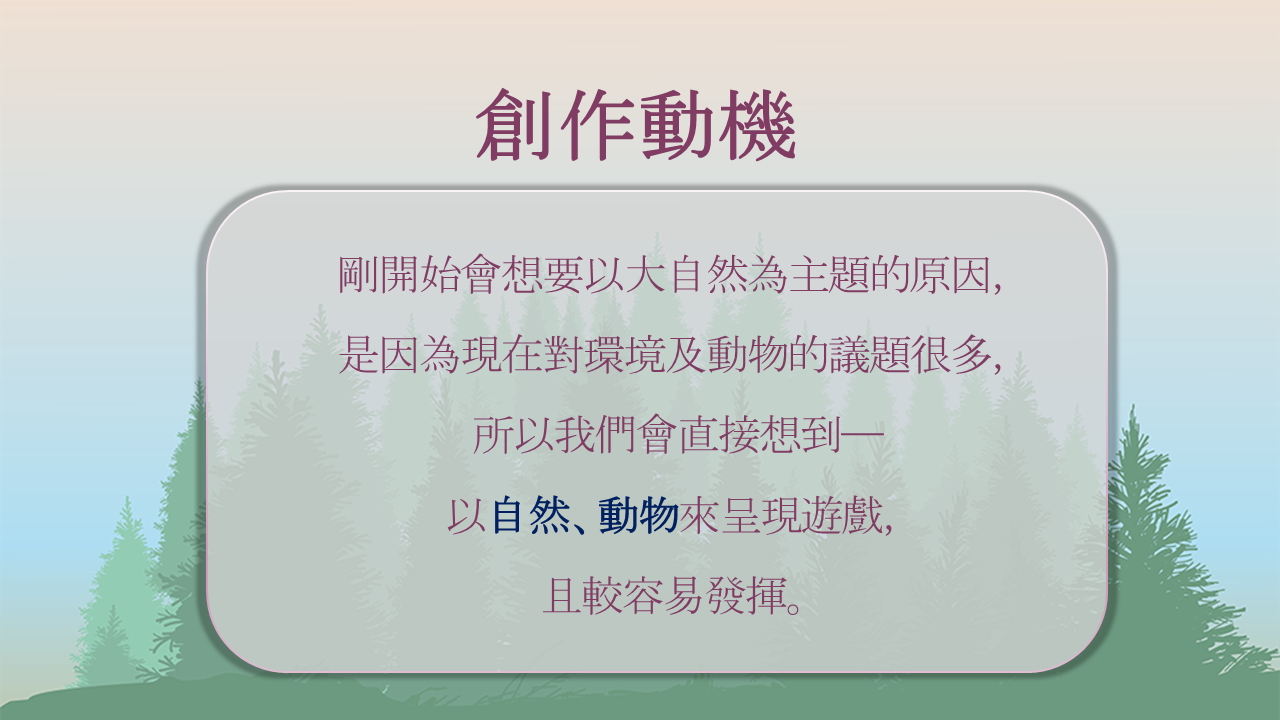 創作動機
剛開始會想要以大自然為主題的原因,
是因為現在對環境及動物的議題很多,
所以我們會直接想到—
以自然、動物來呈現遊戲,
且較容易發揮。